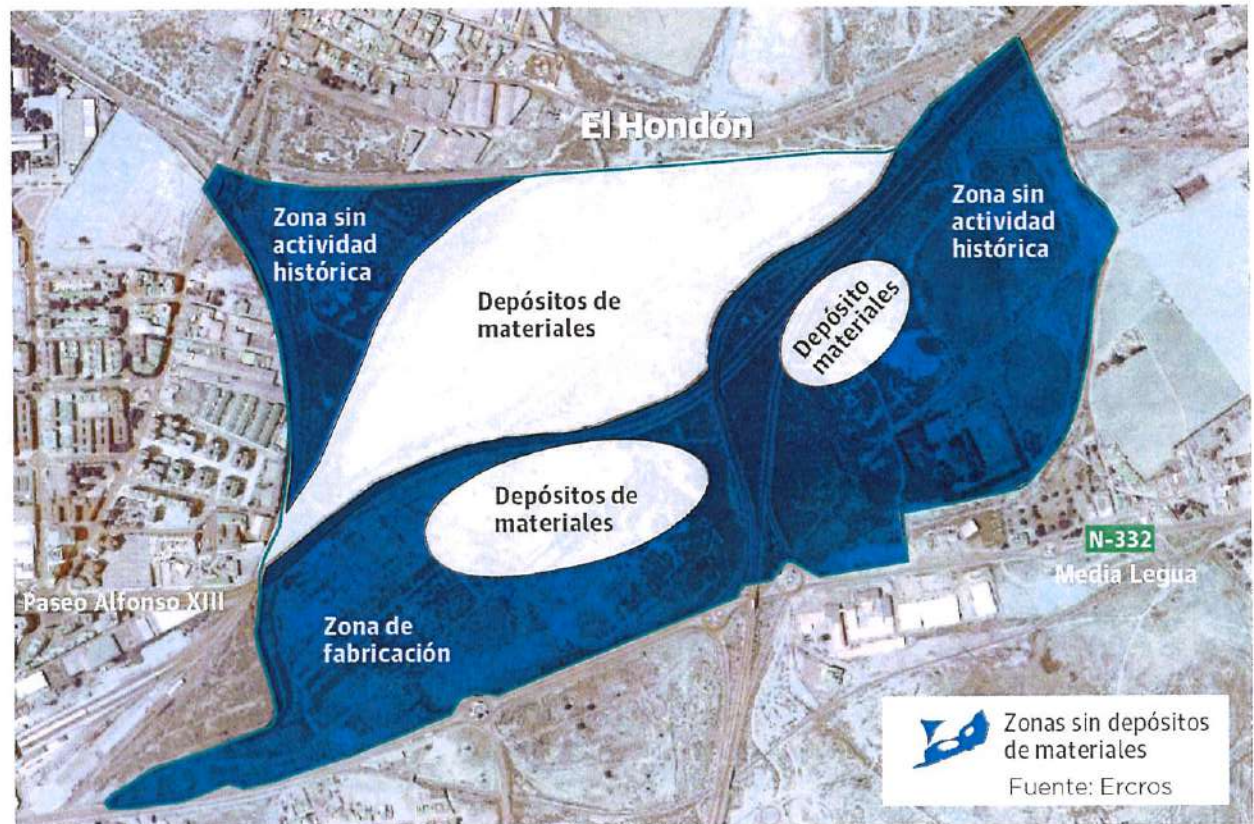 El Hondón
Zona sin
actividad
histórica
Zona sin
actividad
histórica
Depósitos de
materiales
Depósito
materiales
Depósitos de
materiales
N-332
Media Legua
Paseo Alfonso XIII
Zona de
fabricación
Zonas sin depósitos
de materiales
Fuente: Ercros